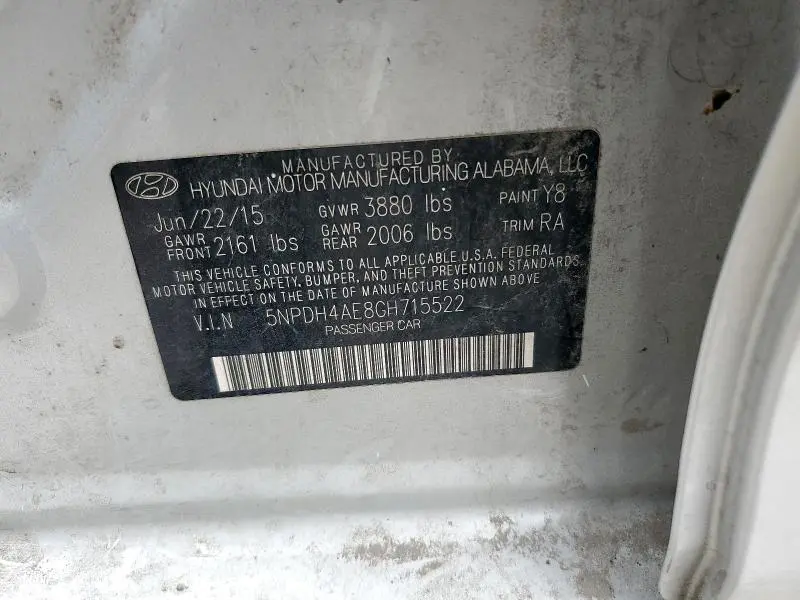 MANUFACTURED BY
HYUNDAI MOTOR MANUFACTURING ALABAMA, LLC
Jun/22/15 GVWR 3880 lbs PAINT Y8
GAWR FRONT 2161 lbs GAWR REAR 2006 lbs TRIM RA
THIS VEHICLE CONFORMS TO ALL APPLICABLE U.S.A. FEDERAL
MOTOR VEHICLE SAFETY, BUMPER, AND THEFT PREVENTION STANDARDS
IN EFFECT ON THE DATE OF MANUFACTURE SHOWN ABOVE
V.I.N 5NPDH4AE8GH715522
PASSENGER CAR